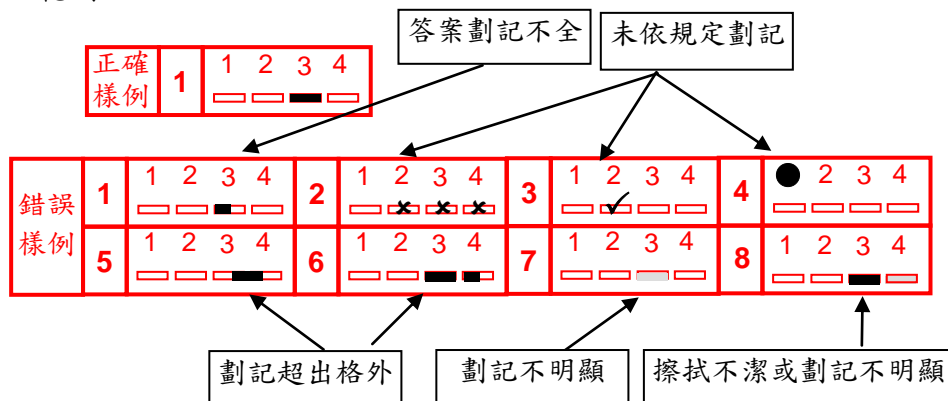 答案劃記不全
未依規定劃記
正確樣例 1 1 2 3 4
錯誤樣例
1 1 2 3 4
2 1 2 3 4
3 1 2 3 4
4 2 3 4
5 1 2 3 4
6 1 2 3 4
7 1 2 3 4
8 1 2 3 4
劃記超出格外
劃記不明顯
擦拭不潔或劃記不明顯